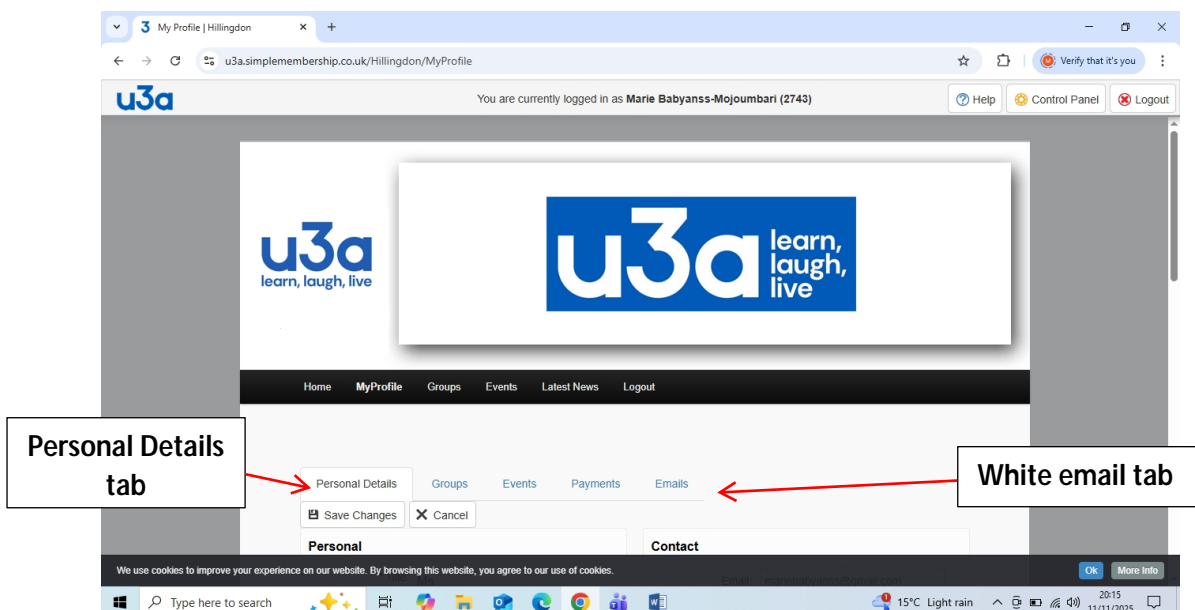 3 My Profile | Hillingdon
u3a.simplemembership.co.uk/Hillingdon/MyProfile
Verify that it's you
u3a
You are currently logged in as Marie Babyanss-Mojoumbari (2743)
Help
Control Panel
Logout
u3a
learn, laugh, live
u3a
learn,
laugh,
live
Home MyProfile Groups Events Latest News Logout
Personal Details
tab
White email tab
Personal Details Groups Events Payments Emails
Save Changes Cancel
Personal
Contact
We use cookies to improve your experience on our website. By browsing this website, you agree to our use of cookies.
Ok More Info
Email:
Type here to search
15°C Light rain
20:15
11/11/2025